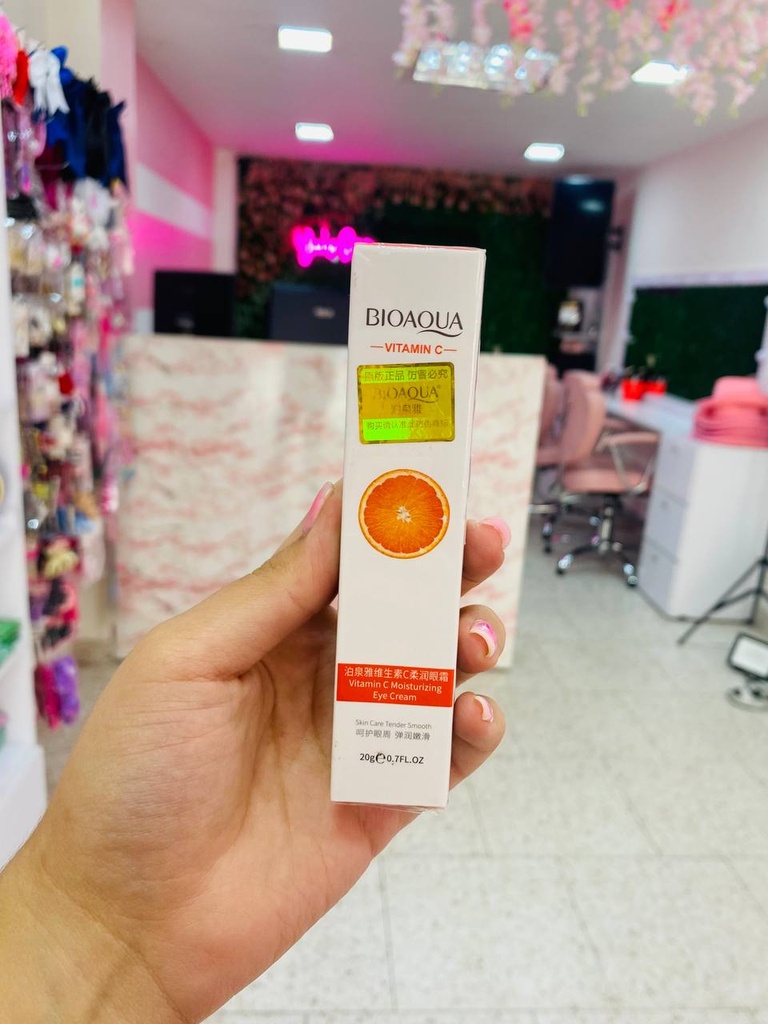 BIOAQUA
VITAMIN C
BIOAQUA
泊泉雅
泊泉雅维生素C柔润眼霜
Vitamin C Moisturizing
Eye Cream
Skin Care Tender Smooth
呵护眼周 弹润嫩滑
20g℮0.7FL.OZ